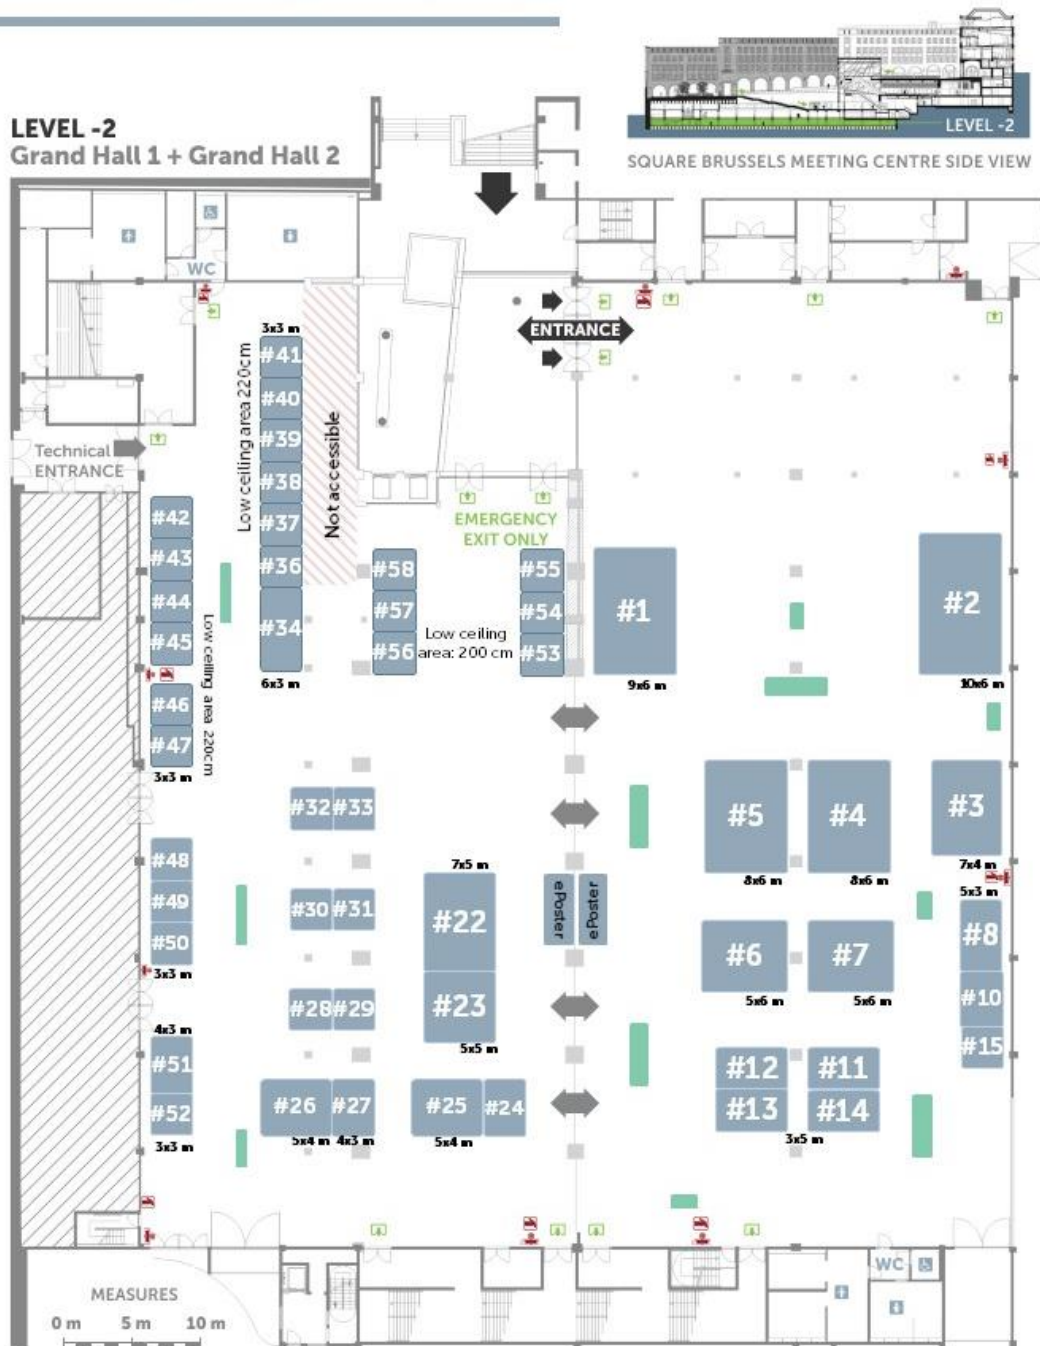 LEVEL -2
SQUARE BRUSSELS MEETING CENTRE SIDE VIEW
LEVEL -2
Grand Hall 1 + Grand Hall 2
WC
ENTRANCE
3x3 m
#41
#40
#39
#38
#37
#36
#34
6x3 m
Low ceiling area 220cm
Not accessible
Technical
ENTRANCE
EMERGENCY
EXIT ONLY
#42
#43
#44
#45
#46
#47
3x3 m
Low ceiling area 220cm
#58
#57
#56
Low ceiling
area: 200 cm
#55
#54
#53
#1
9x6 m
#2
10x6 m
#32
#33
#5
8x6 m
#4
8x6 m
#3
7x4 m
#48
#49
#50
3x3 m
#30
#31
7x5 m
#22
#23
5x5 m
ePoster
ePoster
#6
5x6 m
#7
5x6 m
5x3 m
#8
#10
#15
#28
#29
4x3 m
#51
#52
3x3 m
#26
#27
5x4 m
4x3 m
#25
#24
5x4 m
#12
#11
#13
#14
3x5 m
WC
MEASURES
0 m
5 m
10 m